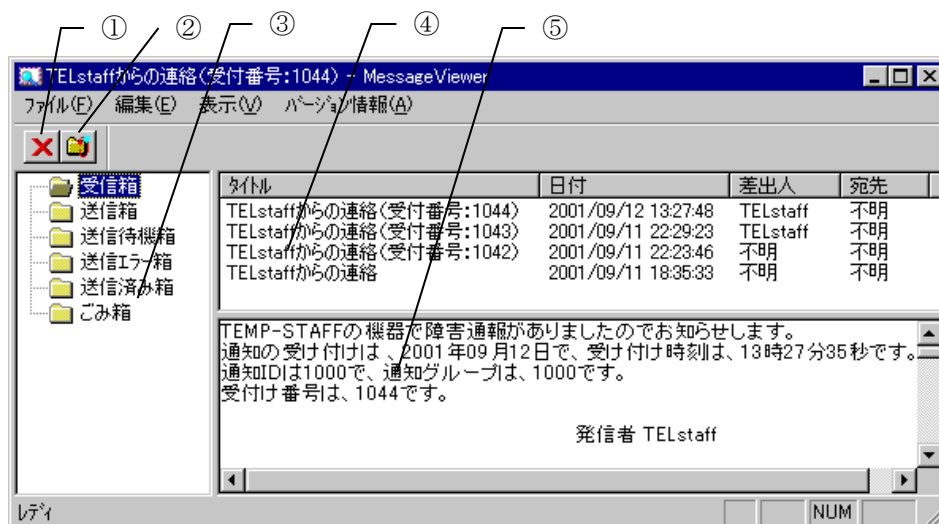 ① ② ③ ④ ⑤
TELstaffからの連絡(受付番号:1044) - MessageViewer
ファイル(F) 編集(E) 表示(V) バージョン情報(A)
受信箱
送信箱
送信待機箱
送信エラー箱
送信済み箱
ごみ箱
タイトル 日付 差出人 宛先
TELstaffからの連絡(受付番号:1044) 2001/09/12 13:27:48 TELstaff 不明
TELstaffからの連絡(受付番号:1043) 2001/09/11 22:29:23 TELstaff 不明
TELstaffからの連絡(受付番号:1042) 2001/09/11 22:23:46 不明 不明
TELstaffからの連絡 2001/09/11 18:35:33 不明 不明
TEMP-STAFFの機器で障害通報がありましたのでお知らせします。
通知の受け付けは、2001年09月12日で、受け付け時刻は、13時27分35秒です。
通知IDは1000で、通知グループは、1000です。
受付け番号は、1044です。
発信者 TELstaff
レディ NUM